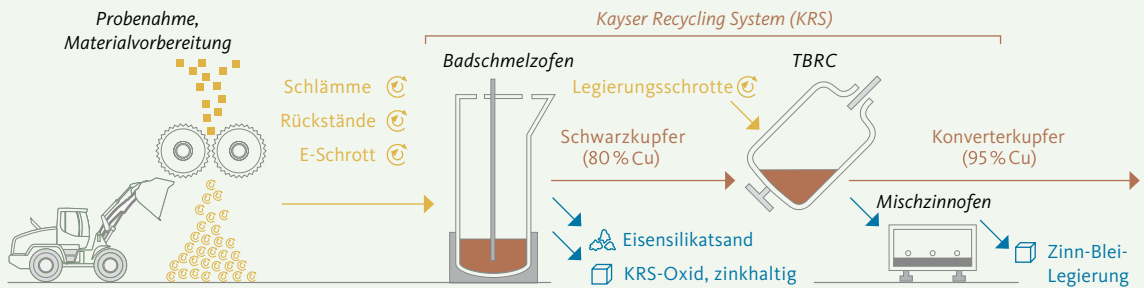 Probenahme,
Materialvorbereitung
Kayser Recycling System (KRS)
Badschmelzofen
TBRC
Schlämme
Rückstände
E-Schrott
Legierungsschrotte
Schwarzkupfer
(80 % Cu)
Konverterkupfer
(95 % Cu)
Mischzinnofen
Eisensilikatsand
KRS-Oxid, zinkhaltig
Zinn-Blei-
Legierung